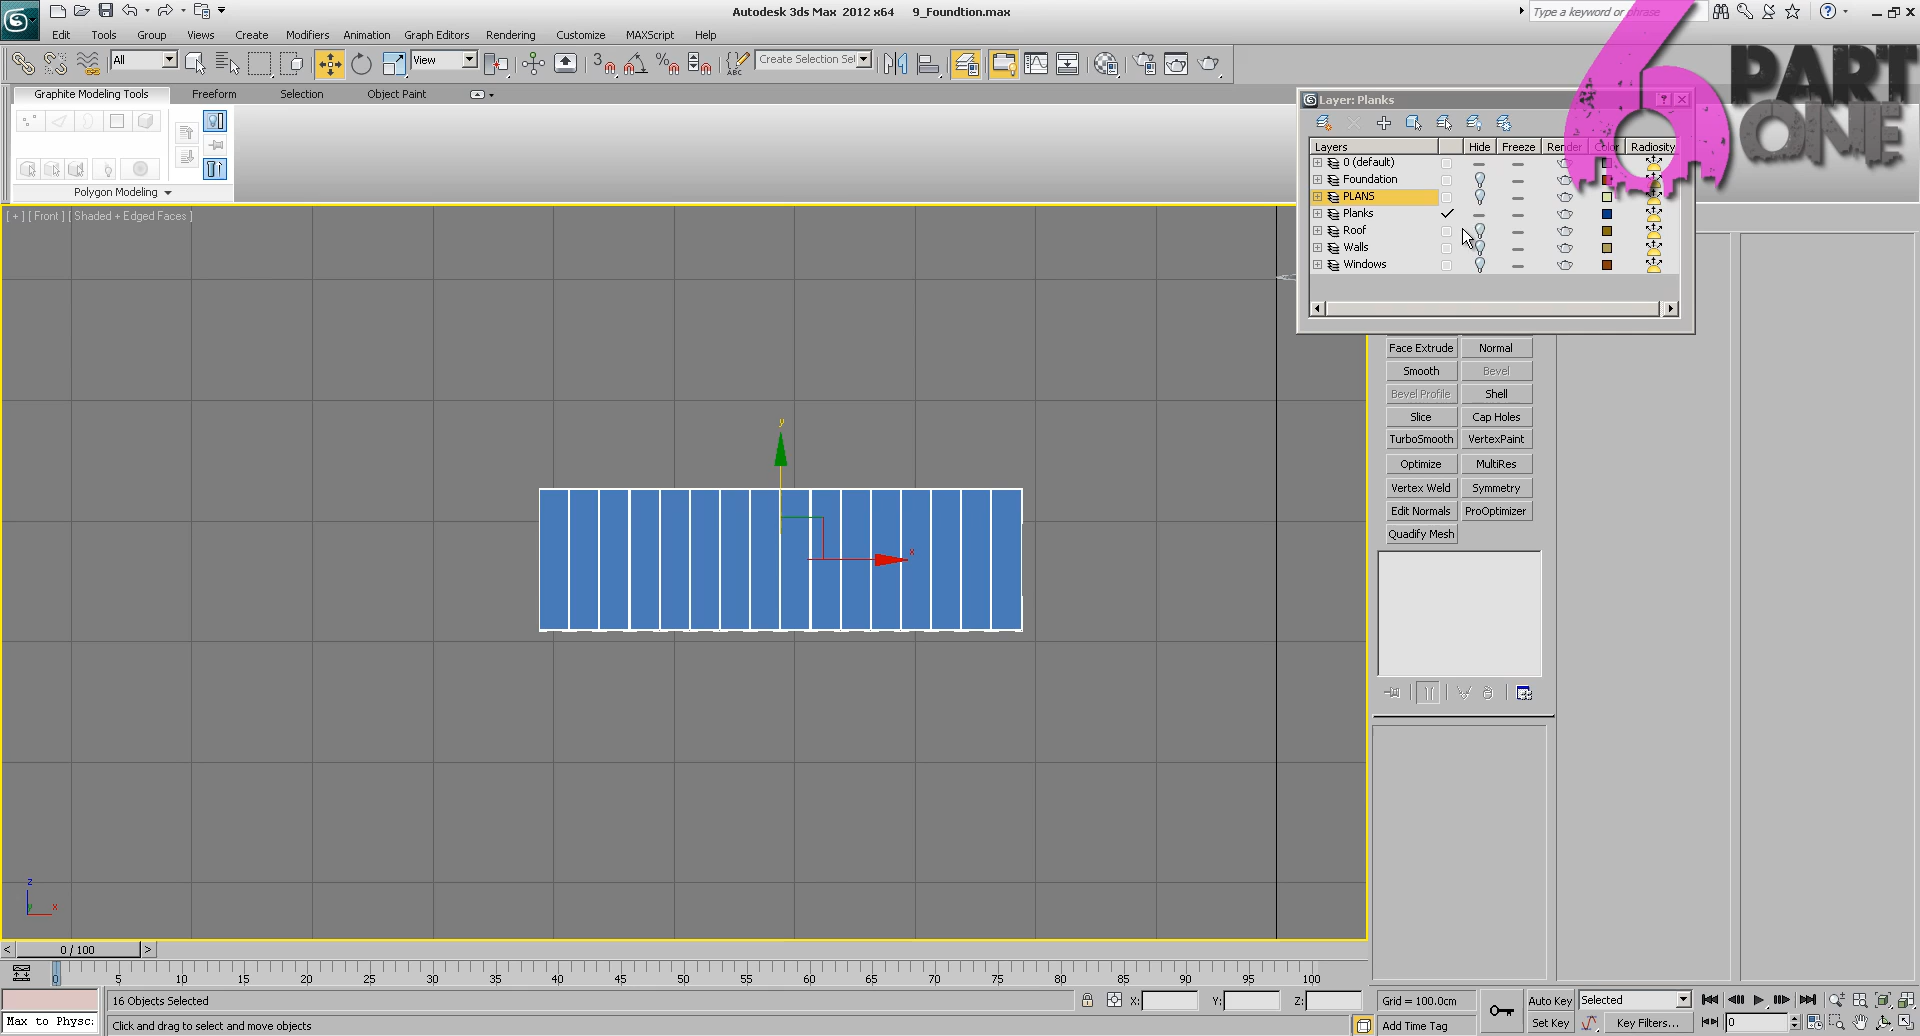 Autodesk 3ds Max 2012 x64 9_Foundtion.max
Type a keyword or phrase
Edit Tools Group Views Create Modifiers Animation Graph Editors Rendering Customize MAXScript Help
All
View
Create Selection Sel
Graphite Modeling Tools Freeform Selection Object Paint
Polygon Modeling
6 PART ONE
[ + ] [ Front ] [ Shaded + Edged Faces ]
Layer: Planks
Layers Hide Freeze Render Color Radiosity
0 (default)
Foundation
PLANS
Planks
Roof
Walls
Windows
Face Extrude Normal
Smooth Bevel
Bevel Profile Shell
Slice Cap Holes
TurboSmooth VertexPaint
Optimize MultiRes
Vertex Weld Symmetry
Edit Normals ProOptimizer
Quadify Mesh
y
x
z
y x
< 0 / 100 >
0 5 10 15 20 25 30 35 40 45 50 55 60 65 70 75 80 85 90 95 100
16 Objects Selected X: Y: Z: Grid = 100.0cm Auto Key Selected
Max to Physc: Click and drag to select and move objects Add Time Tag Set Key Key Filters... 0